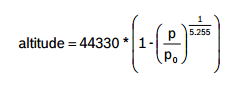 altitude = 44330 * (1 - (p / p₀)^(1 / 5.255))